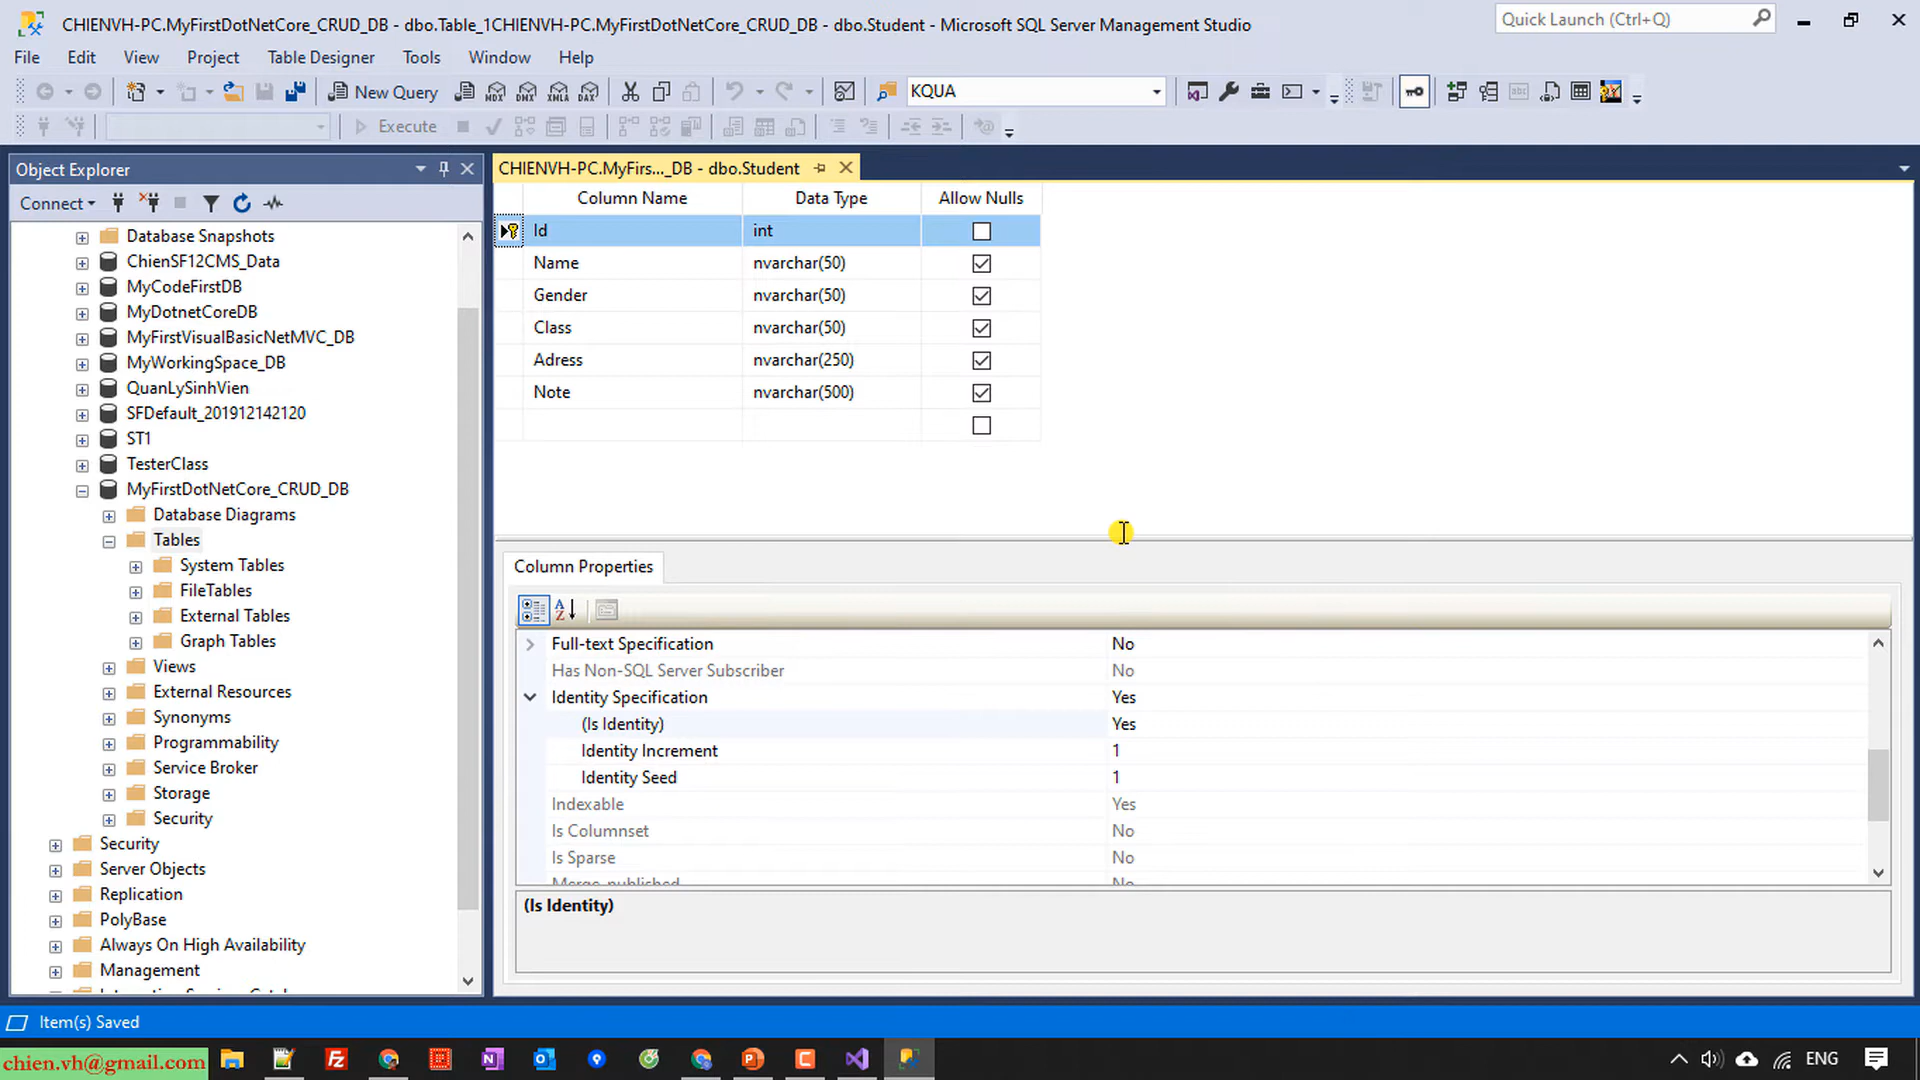 CHIENVH-PC.MyFirstDotNetCore_CRUD_DB - dbo.Table_1CHIENVH-PC.MyFirstDotNetCore_CRUD_DB - dbo.Student - Microsoft SQL Server Management Studio
Quick Launch (Ctrl+Q)
File Edit View Project Table Designer Tools Window Help
New Query MDX DMX XMLA DAX KQUA
Execute
Object Explorer
Connect
Database Snapshots
ChienSF12CMS_Data
MyCodeFirstDB
MyDotnetCoreDB
MyFirstVisualBasicNetMVC_DB
MyWorkingSpace_DB
QuanLySinhVien
SFDefault_201912142120
ST1
TesterClass
MyFirstDotNetCore_CRUD_DB
Database Diagrams
Tables
System Tables
FileTables
External Tables
Graph Tables
Views
External Resources
Synonyms
Programmability
Service Broker
Storage
Security
Security
Server Objects
Replication
PolyBase
Always On High Availability
Management
CHIENVH-PC.MyFirs..._DB - dbo.Student
Column Name Data Type Allow Nulls
Id int
Name nvarchar(50)
Gender nvarchar(50)
Class nvarchar(50)
Adress nvarchar(250)
Note nvarchar(500)
Column Properties
Full-text Specification No
Has Non-SQL Server Subscriber No
Identity Specification Yes
(Is Identity) Yes
Identity Increment 1
Identity Seed 1
Indexable Yes
Is Columnset No
Is Sparse No
Merge-published No
(Is Identity)
Item(s) Saved
chien.vh@gmail.com
ENG